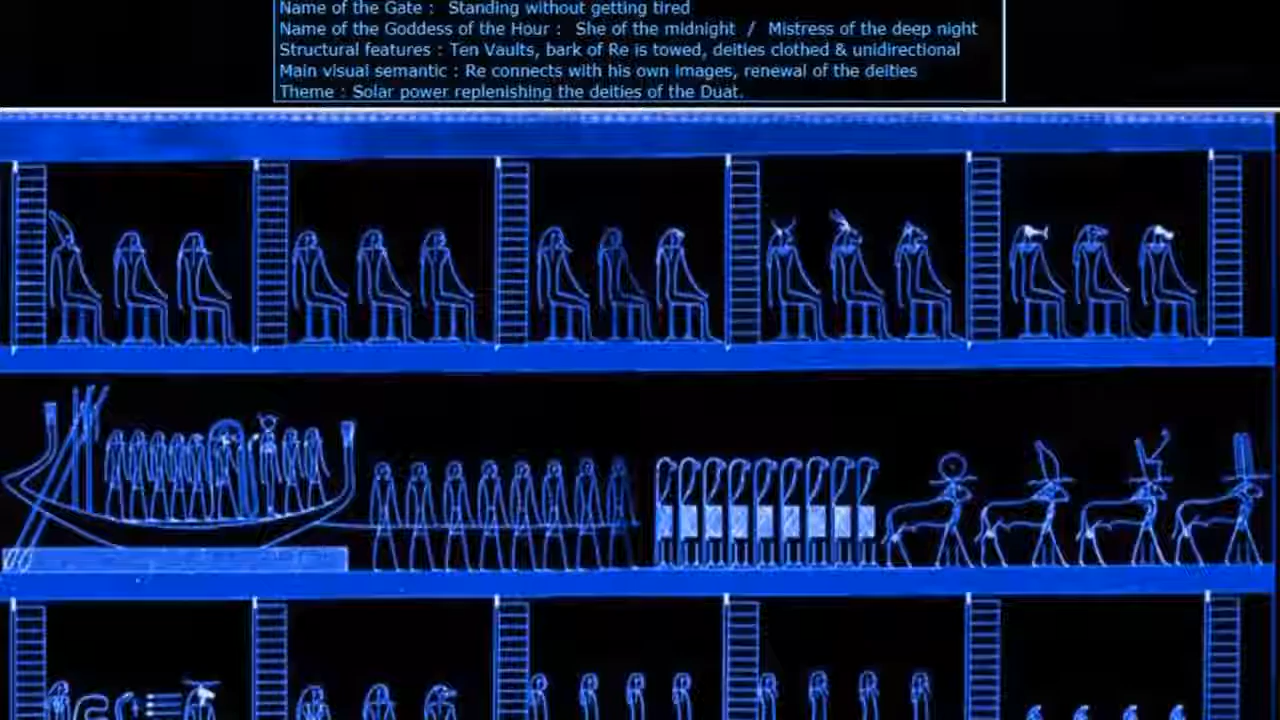 Name of the Gate : Standing without getting tired
Name of the Goddess of the Hour : She of the midnight / Mistress of the deep night
Structural features : Ten Vaults, bark of Re is towed, deities clothed & unidirectional
Main visual semantic : Re connects with his own images, renewal of the deities
Theme : Solar power replenishing the deities of the Duat.